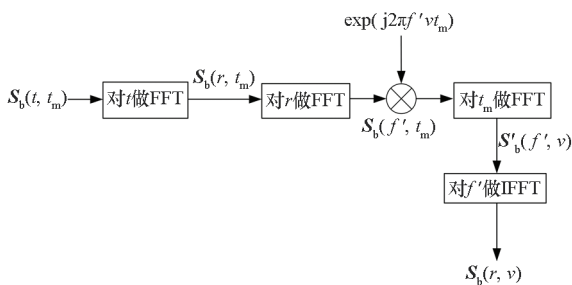 exp( j2πf′vtm)
Sb(t, tm)
对t做FFT
Sb(r, tm)
对r做FFT
Sb(f′, tm)
对tm做FFT
S′b(f′, v)
对f′做IFFT
Sb(r, v)